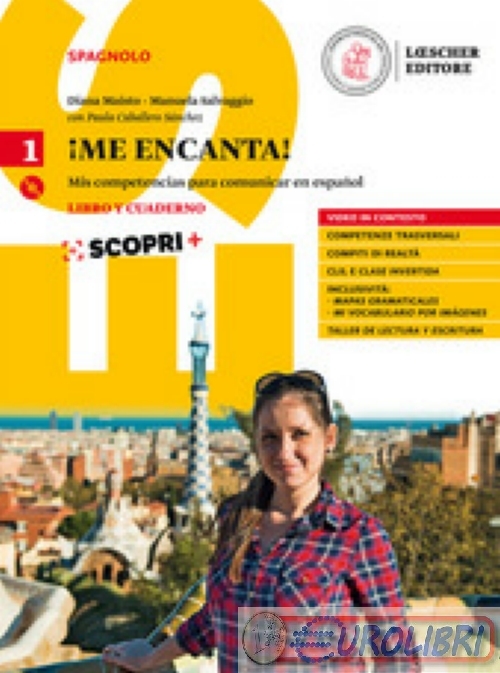 SPAGNOLO
LŒSCHER
EDITORE
Diana Mainto - Manuela Salvaggio
con Paula Caballero Sánchez
1
¡ME ENCANTA!
Mis competencias para comunicar en español
LIBRO Y CUADERNO
SCOPRI +
VIDEO IN CONTESTO
COMPETENZE TRASVERSALI
COMPITI DI REALTÀ
CLIL E CLASE INVERTIDA
INCLUSIVITÀ:
- MAPAS GRAMATICALES
- MI VOCABULARIO POR IMÁGENES
TALLER DE LECTURA Y ESCRITURA
EUROLIBRI